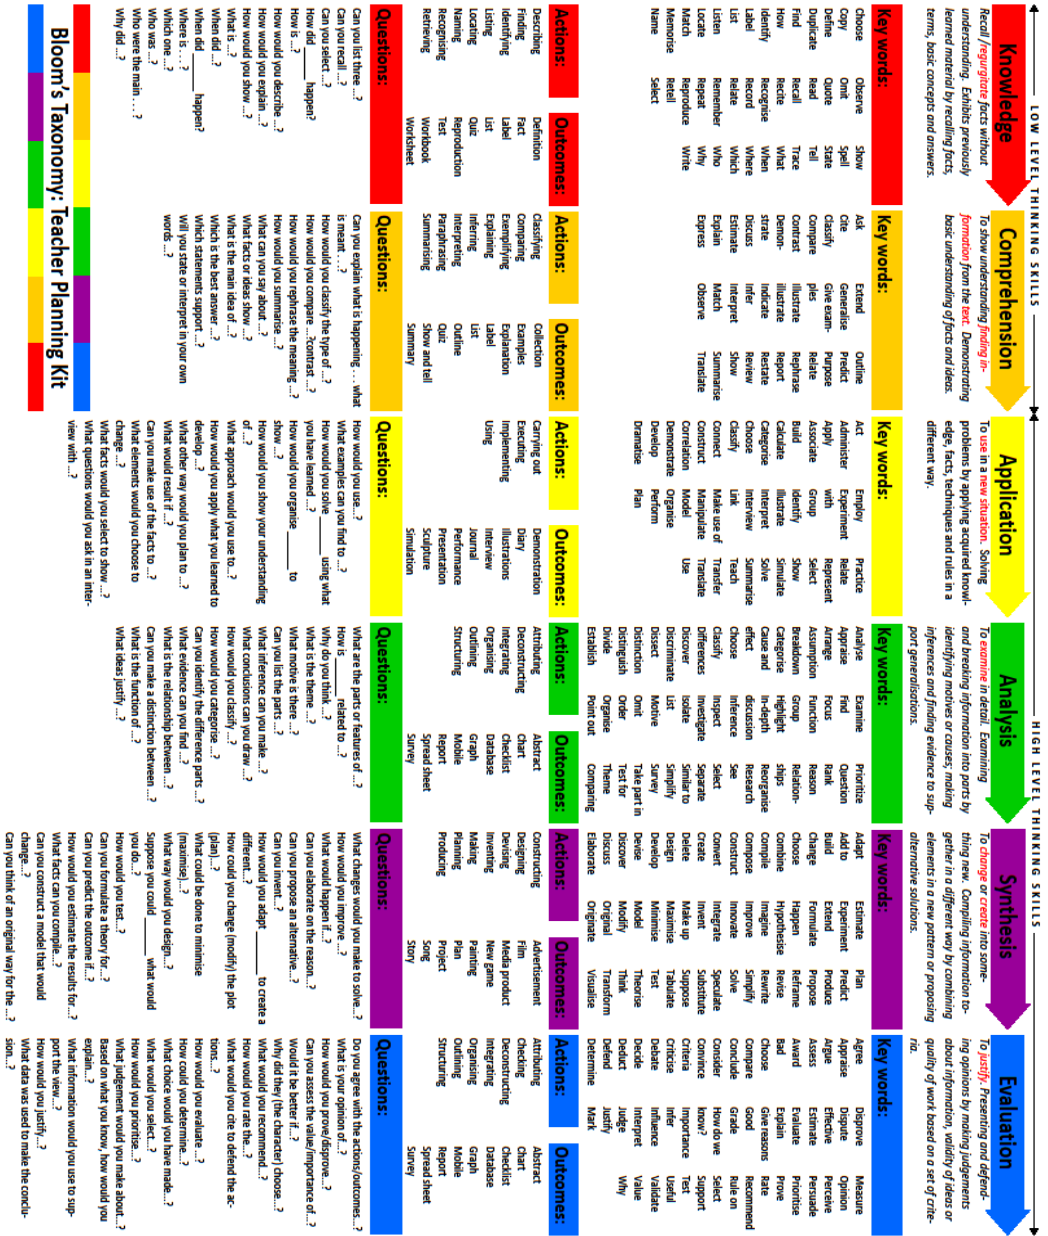 LOW LEVEL THINKING SKILLS
HIGH LEVEL THINKING SKILLS
Knowledge
Recall /regurgitate facts without
understanding. Exhibits previously
learned material by recalling facts,
terms, basic concepts and answers.
Key words:
Choose
Copy
Define
Duplicate
Find
Identify
Label
List
Listen
Locate
Match
Memorise
Name
Observe
Omit
Quote
Read
Recall
Recite
Recognise
Record
Relate
Remember
Repeat
Reproduce
Retell
Select
Show
Spell
State
Tell
Trace
What
When
Where
Which
Who
Why
Write
Actions:
Describing
Finding
Identifying
Listing
Locating
Naming
Recognising
Retrieving
Outcomes:
Definition
Fact
Label
List
Quiz
Reproduction
Test
Workbook
Worksheet
Questions:
Can you list three ...?
Can you recall ...?
Can you select ...?
How did ______ happen?
How is ...?
How would you describe ...?
How would you explain ...?
How would you show ...?
What is ...?
When did ...?
When did ______ happen?
Where is . . . ?
Which one ...?
Who was ...?
Who were the main . . . . ?
Why did ...?
Comprehension
To show understanding finding in-
formation from the text. Demonstrating
basic understanding of facts and ideas.
Key words:
Ask
Cite
Classify
Compare
Contrast
Demon-
strate
Discuss
Estimate
Explain
Express
Extend
Generalise
Give exam-
ples
Illustrate
illustrate
Indicate
Infer
Interpret
Match
Observe
Outline
Predict
Purpose
Relate
Rephrase
Report
Restate
Review
Show
Summarise
Translate
Actions:
Classifying
Comparing
Exemplifying
Explaining
Inferring
Interpreting
Paraphrasing
Summarising
Outcomes:
Collection
Examples
Explanation
Label
List
Outline
Quiz
Show and tell
Summary
Questions:
Can you explain what is happening . . . what
is meant . . .?
How would you classify the type of ...?
How would you compare ...?contrast ...?
How would you rephrase the meaning ...?
How would you summarise ...?
What can you say about ...?
What facts or ideas show ...?
What is the main idea of ...?
Which is the best answer ...?
Which statements support ...?
Will you state or interpret in your own
words ...?
Application
To use in a new situation. Solving
problems by applying acquired knowl-
edge, facts, techniques and rules in a
different way.
Key words:
Act
Administer
Apply
Associate
Build
Calculate
Categorise
Choose
Classify
Connect
Construct
Correlation
Demonstrate
Develop
Dramatise
Employ
Experiment
with
Group
Identify
Illustrate
Interpret
Interview
Link
Make use of
Manipulate
Model
Organise
Perform
Plan
Practice
Relate
Represent
Select
Show
Simulate
Solve
Summarise
Teach
Transfer
Translate
Use
Actions:
Carrying out
Executing
Implementing
Using
Outcomes:
Demonstration
Diary
Illustrations
Interview
Journal
Performance
Presentation
Sculpture
Simulation
Questions:
How would you use ...?
What examples can you find to ...?
How would you solve ______ using what
you have learned ...?
How would you organise ______ to
show ...?
How would you show your understanding
of ...?
What approach would you use to...?
How would you apply what you learned to
develop ...?
What other way would you plan to ...?
What would result if ...?
Can you make use of the facts to ...?
What elements would you choose to
change ...?
What facts would you select to show ...?
What questions would you ask in an inter-
view with ...?
Analysis
To examine in detail. Examining
and breaking information into parts by
identifying motives or causes; making
inferences and finding evidence to sup-
port generalisations.
Key words:
Analyse
Appraise
Arrange
Assumption
Breakdown
Categorise
Cause and
effect
Choose
Classify
Differences
Discover
Discriminate
Dissect
Distinction
Distinguish
Divide
Establish
Examine
Find
Focus
Function
Group
Highlight
In-depth
discussion
Inference
Inspect
Investigate
Isolate
List
Motive
Omit
Order
Organise
Point out
Prioritize
Question
Rank
Reason
Relation-
ships
Reorganise
Research
See
Select
Separate
Similar to
Simplify
Survey
Take part in
Test for
Theme
Comparing
Actions:
Attributing
Deconstructing
Integrating
Organising
Outlining
Structuring
Outcomes:
Abstract
Chart
Checklist
Database
Graph
Mobile
Report
Spread sheet
Survey
Questions:
What are the parts or features of ...?
How is ______ related to ...?
Why do you think ...?
What is the theme ...?
What motive is there ...?
Can you list the parts ...?
What inference can you make ...?
What conclusions can you draw ...?
How would you classify ...?
How would you categorise ...?
Can you identify the difference parts ...?
What evidence can you find ...?
What is the relationship between ...?
Can you make a distinction between ...?
What is the function of ...?
What ideas justify ...?
Synthesis
To change or create into some-
thing new. Compiling information to-
gether in a different way by combining
elements in a new pattern or proposing
alternative solutions.
Key words:
Adapt
Add to
Build
Change
Choose
Combine
Compile
Compose
Construct
Convert
Create
Delete
Design
Develop
Devise
Discover
Discuss
Elaborate
Estimate
Experiment
Extend
Formulate
Happen
Hypothesise
Imagine
Improve
Innovate
Integrate
Invent
Make up
Maximise
Minimise
Model
Modify
Original
Originate
Plan
Predict
Produce
Propose
Reframe
Revise
Rewrite
Simplify
Solve
Speculate
Substitute
Suppose
Tabulate
Test
Theorise
Think
Transform
Visualise
Actions:
Constructing
Designing
Devising
Inventing
Making
Planning
Producing
Outcomes:
Advertisement
Film
Media product
New game
Painting
Plan
Project
Song
Story
Questions:
What changes would you make to solve...?
How would you improve ...?
What would happen if...?
Can you elaborate on the reason...?
Can you propose an alternative...?
Can you invent...?
How would you adapt ______ to create a
different...?
How could you change (modify) the plot
(plan)...?
What could be done to minimise
(maximise)...?
What way would you design...?
Suppose you could ______ what would
you do...?
How would you test...?
Can you formulate a theory for...?
Can you predict the outcome if...?
How would you estimate the results for...?
What facts can you compile...?
Can you construct a model that would
change...?
Can you think of an original way for the ...?
Evaluation
To justify. Presenting and defend-
ing opinions by making judgements
about information, validity of ideas or
quality of work based on a set of crite-
ria.
Key words:
Agree
Appraise
Argue
Assess
Award
Bad
Choose
Compare
Conclude
Consider
Convince
Criteria
Criticise
Debate
Decide
Deduct
Defend
Determine
Disprove
Dispute
Effective
Estimate
Evaluate
Explain
Give reasons
Good
Grade
How do we
know?
Importance
Infer
Influence
Interpret
Judge
Justify
Mark
Measure
Opinion
Perceive
Persuade
Prioritise
Prove
Rate
Recommend
Rule on
Select
Support
Test
Useful
Validate
Value
Why
Actions:
Attributing
Checking
Deconstructing
Integrating
Organising
Outlining
Structuring
Outcomes:
Abstract
Chart
Checklist
Database
Graph
Mobile
Report
Spread sheet
Survey
Questions:
Do you agree with the actions/outcomes...?
What is your opinion of...?
How would you prove/disprove...?
Can you assess the value/importance of...?
Would it be better if...?
Why did they (the character) choose...?
What would you recommend...?
How would you rate the...?
What would you cite to defend the ac-
tions...?
How would you evaluate ...?
How could you determine...?
What choice would you have made...?
What would you select...?
How would you prioritise...?
What judgement would you make about...?
Based on what you know, how would you
explain...?
What information would you use to sup-
port the view...?
How would you justify...?
What data was used to make the conclu-
sion...?
Bloom's Taxonomy: Teacher Planning Kit